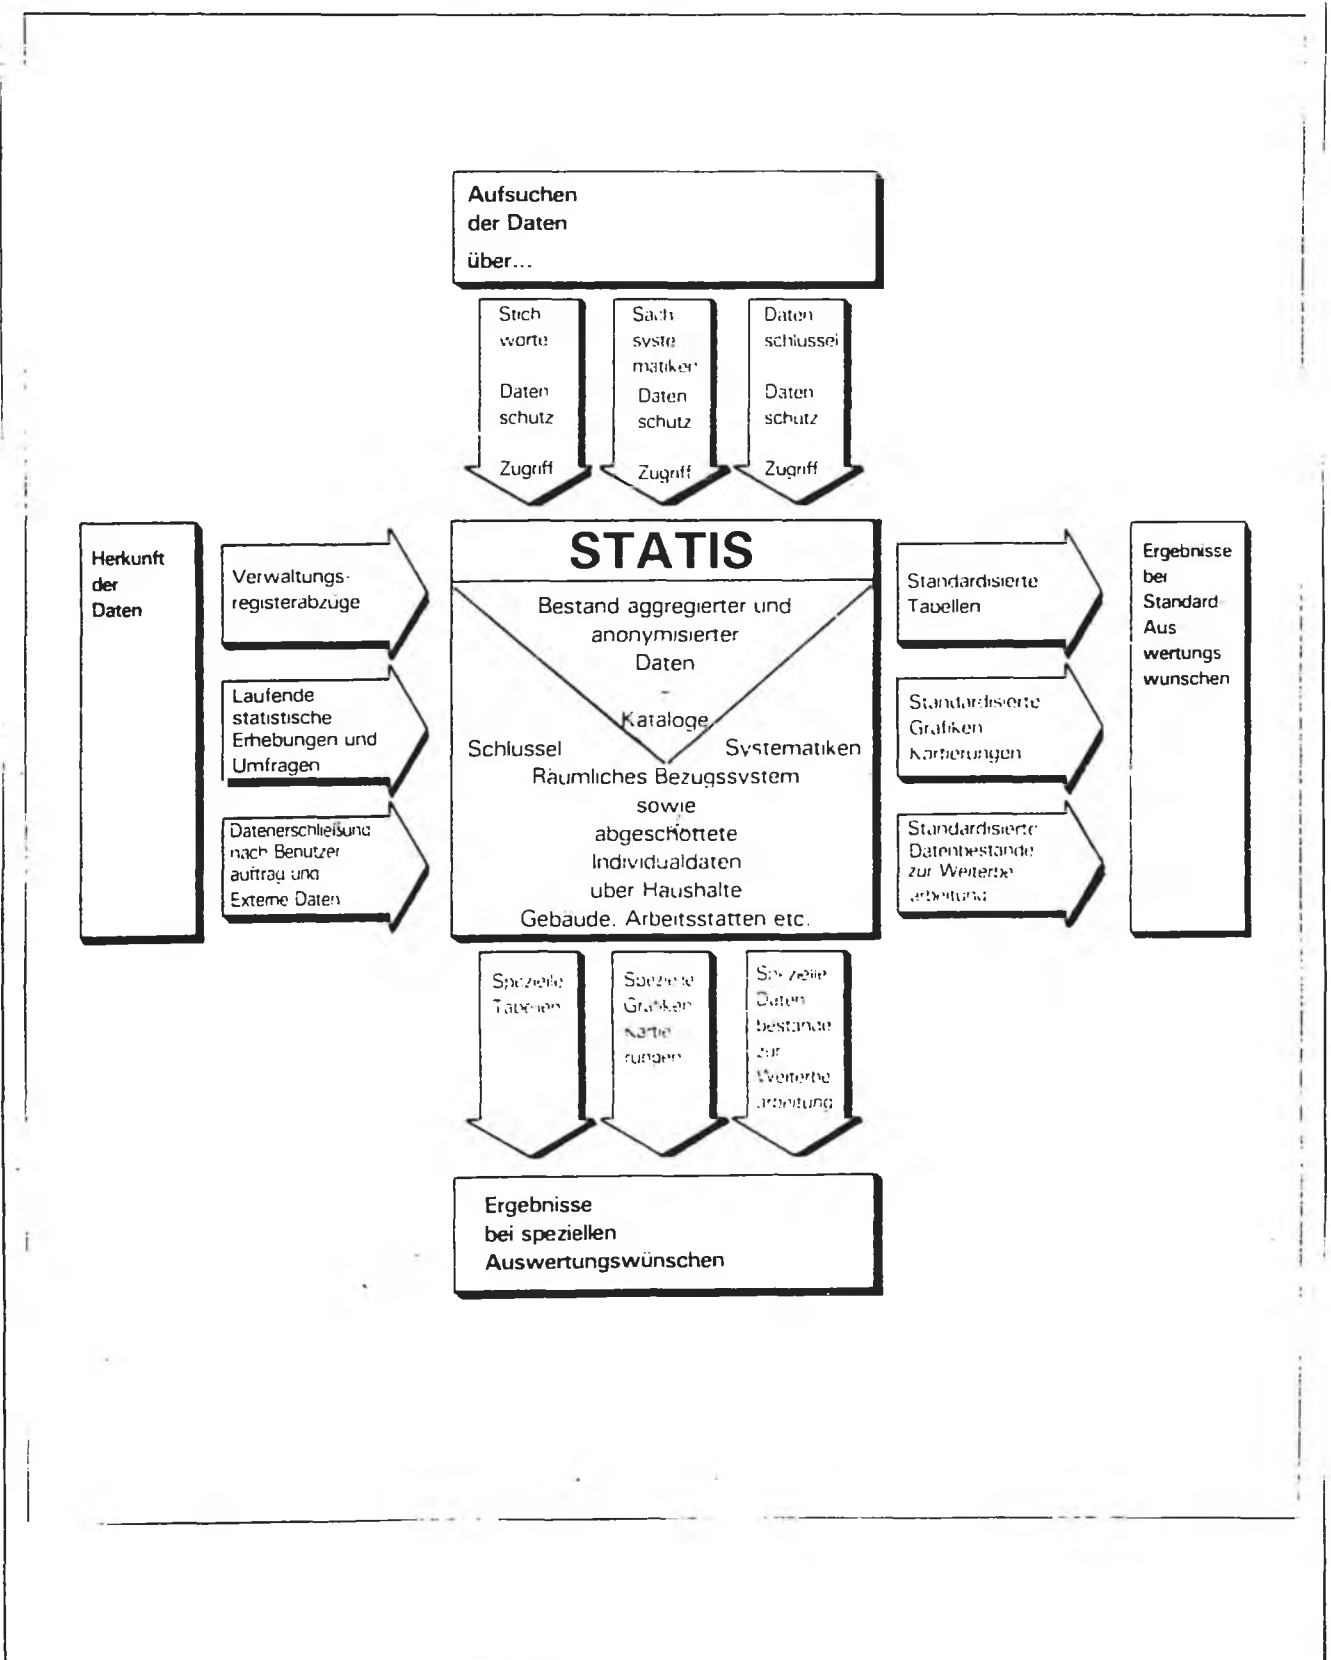 Aufsuchen
der Daten
über...
Stich
worte
Daten
schutz
Zugriff
Sach
syste
matiken
Daten
schutz
Zugriff
Daten
schlussel
Daten
schutz
Zugriff
Herkunft
der
Daten
Verwaltungs-
registerabzüge
Laufende
statistische
Erhebungen und
Umfragen
Datenerschließung
nach Benutzer
auftrag und
Externe Daten
STATIS
Bestand aggregierter und
anonymisierter
Daten
-
Kataloge
Schlussel Systematiken
Räumliches Bezugssystem
sowie
abgeschottete
Individualdaten
uber Haushalte
Gebäude. Arbeitsstatten etc.
Standardisierte
Tabellen
Standardisierte
Grafiken
Kartierungen
Standardisierte
Datenbestande
zur Weiterbe
arbeitung
Ergebnisse
bei
Standard
Aus
wertungs
wunschen
Spezielle
Tabellen
Spezielle
Grafiken
Kartie
rungen
Spezielle
Daten
bestande
zur
Weiterbe
arbeitung
Ergebnisse
bei speziellen
Auswertungswünschen